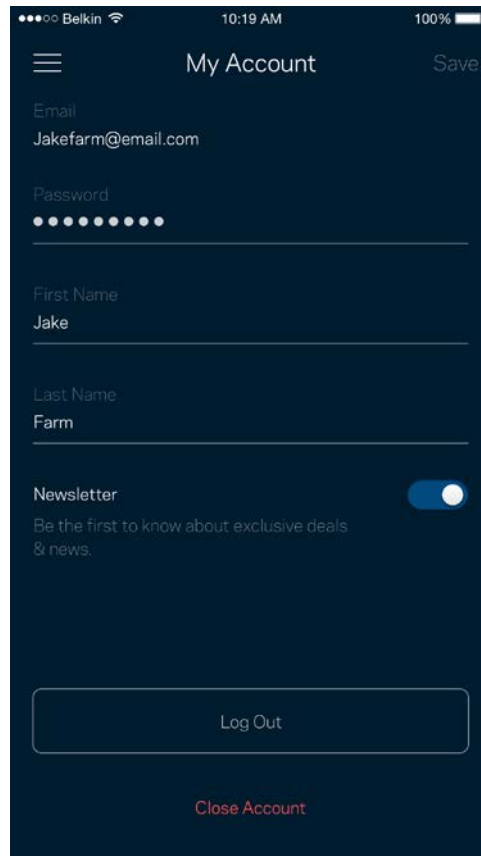 Belkin 10:19 AM 100%
My Account Save
Email
Jakefarm@email.com
Password
●●●●●●●●●
First Name
Jake
Last Name
Farm
Newsletter
Be the first to know about exclusive deals
& news.
Log Out
Close Account